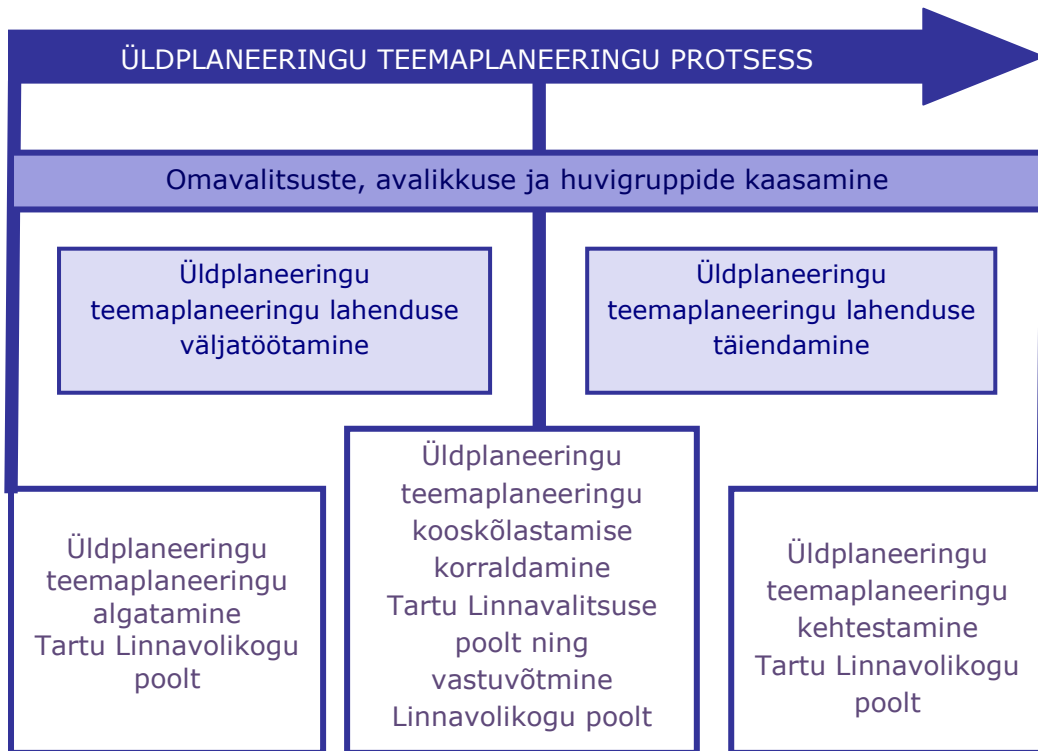 ÜLDPLANEERINGU TEEMAPLANEERINGU PROTSESS
Omavalitsuste, avalikkuse ja huvigruppide kaasamine
Üldplaneeringu
teemaplaneeringu lahenduse
väljatöötamine
Üldplaneeringu
teemaplaneeringu lahenduse
täiendamine
Üldplaneeringu
teemaplaneeringu
algatamine
Tartu Linnavolikogu
poolt
Üldplaneeringu
teemaplaneeringu
kooskõlastamise
korraldamine
Tartu Linnavalitsuse
poolt ning
vastuvõtmine
Linnavolikogu poolt
Üldplaneeringu
teemaplaneeringu
kehtestamine
Tartu Linnavolikogu
poolt